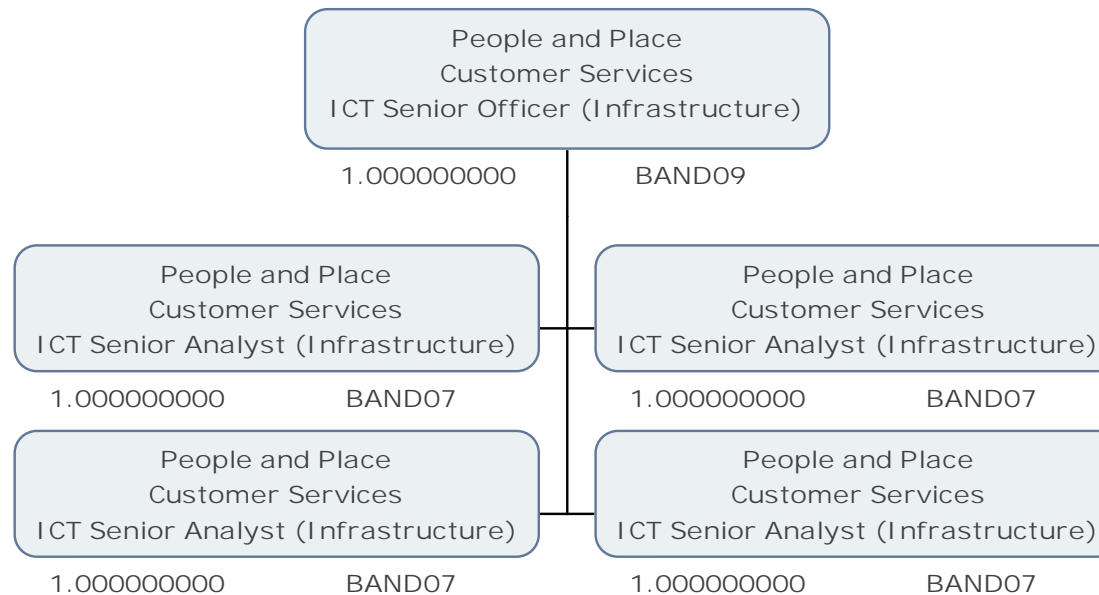 People and Place
Customer Services
ICT Senior Officer (Infrastructure)
1.000000000 BAND09
People and Place
Customer Services
ICT Senior Analyst (Infrastructure)
1.000000000 BAND07
People and Place
Customer Services
ICT Senior Analyst (Infrastructure)
1.000000000 BAND07
People and Place
Customer Services
ICT Senior Analyst (Infrastructure)
1.000000000 BAND07
People and Place
Customer Services
ICT Senior Analyst (Infrastructure)
1.000000000 BAND07